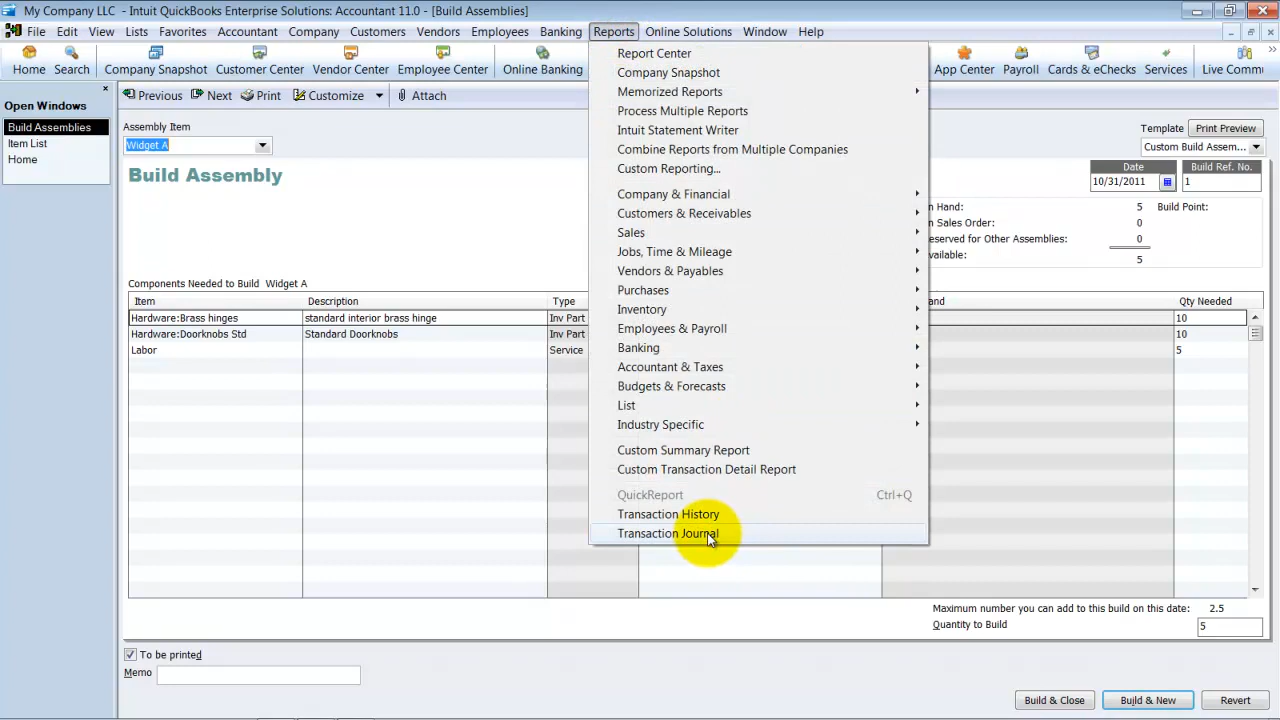 My Company LLC - Intuit QuickBooks Enterprise Solutions: Accountant 11.0 - [Build Assemblies]
File Edit View Lists Favorites Accountant Company Customers Vendors Employees Banking Reports Online Solutions Window Help
Home Search Company Snapshot Customer Center Vendor Center Employee Center Online Banking App Center Payroll Cards & eChecks Services Live Commu
Open Windows
Build Assemblies
Item List
Home
Previous Next Print Customize Attach
Assembly Item
Widget A
Build Assembly
Template Print Preview
Custom Build Assem...
Date Build Ref. No.
10/31/2011 1
n Hand: 5 Build Point:
n Sales Order: 0
eserved for Other Assemblies: 0
vailable: 5
Components Needed to Build Widget A
Item Description Type and Qty Needed
Hardware:Brass hinges standard interior brass hinge Inv Part 10
Hardware:Doorknobs Std Standard Doorknobs Inv Part 10
Labor Service 5
Report Center
Company Snapshot
Memorized Reports
Process Multiple Reports
Intuit Statement Writer
Combine Reports from Multiple Companies
Custom Reporting...
Company & Financial
Customers & Receivables
Sales
Jobs, Time & Mileage
Vendors & Payables
Purchases
Inventory
Employees & Payroll
Banking
Accountant & Taxes
Budgets & Forecasts
List
Industry Specific
Custom Summary Report
Custom Transaction Detail Report
QuickReport Ctrl+Q
Transaction History
Transaction Journal
Maximum number you can add to this build on this date: 2.5
Quantity to Build 5
To be printed
Memo
Build & Close Build & New Revert